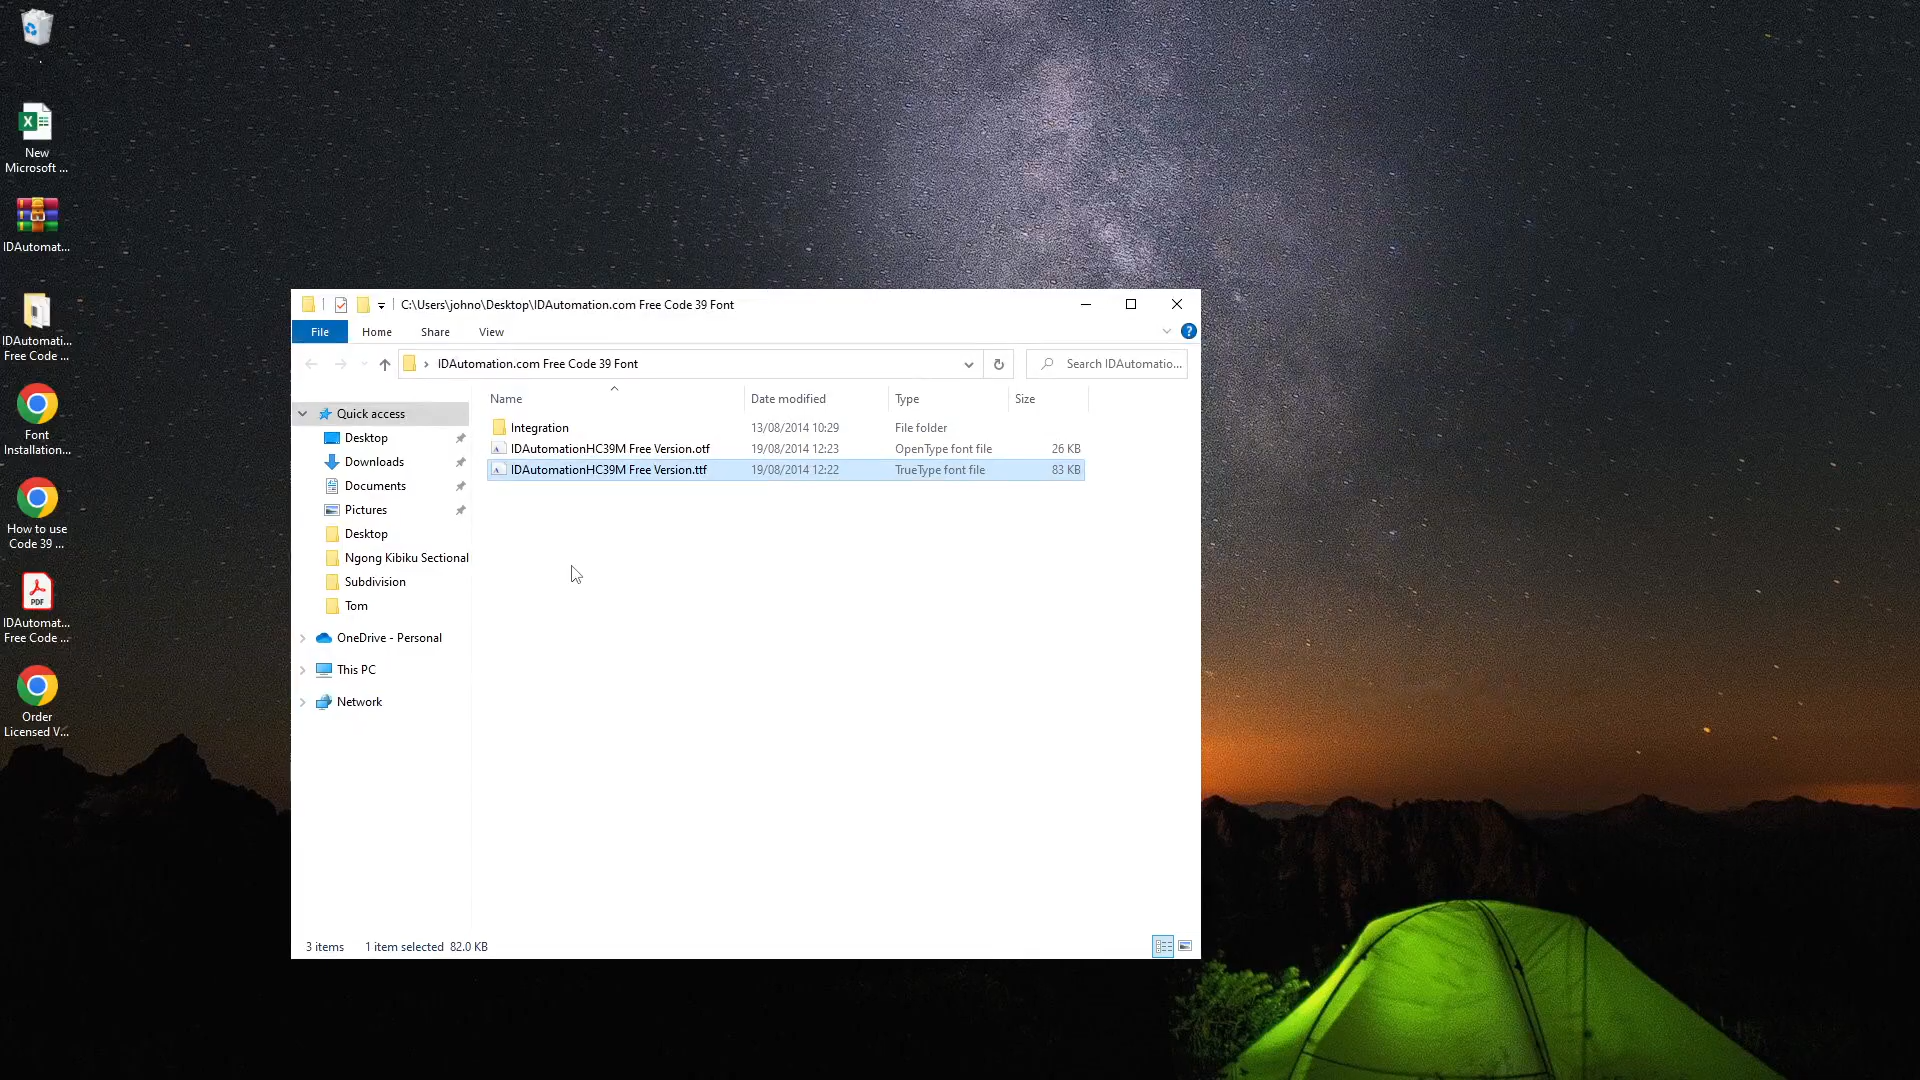 New
Microsoft ...
IDAutomat...
IDAutomati...
Free Code ...
Font
Installation...
How to use
Code 39 ...
PDF
IDAutomat...
Free Code ...
Order
Licensed V...
C:\Users\johno\Desktop\IDAutomation.com Free Code 39 Font
File Home Share View
IDAutomation.com Free Code 39 Font
Search IDAutomatio...
Name Date modified Type Size
Integration 13/08/2014 10:29 File folder
IDAutomationHC39M Free Version.otf 19/08/2014 12:23 OpenType font file 26 KB
IDAutomationHC39M Free Version.ttf 19/08/2014 12:22 TrueType font file 83 KB
Quick access
Desktop
Downloads
Documents
Pictures
Desktop
Ngong Kibiku Sectional
Subdivision
Tom
OneDrive - Personal
This PC
Network
3 items 1 item selected 82.0 KB